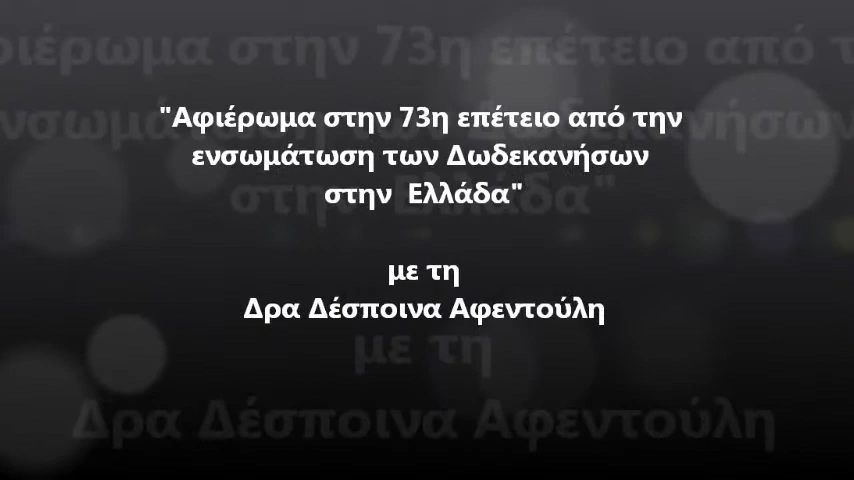 "Αφιέρωμα στην 73η επέτειο από την
ενσωμάτωση των Δωδεκανήσων
στην  Ελλάδα"
με τη
Δρα Δέσποινα Αφεντούλη